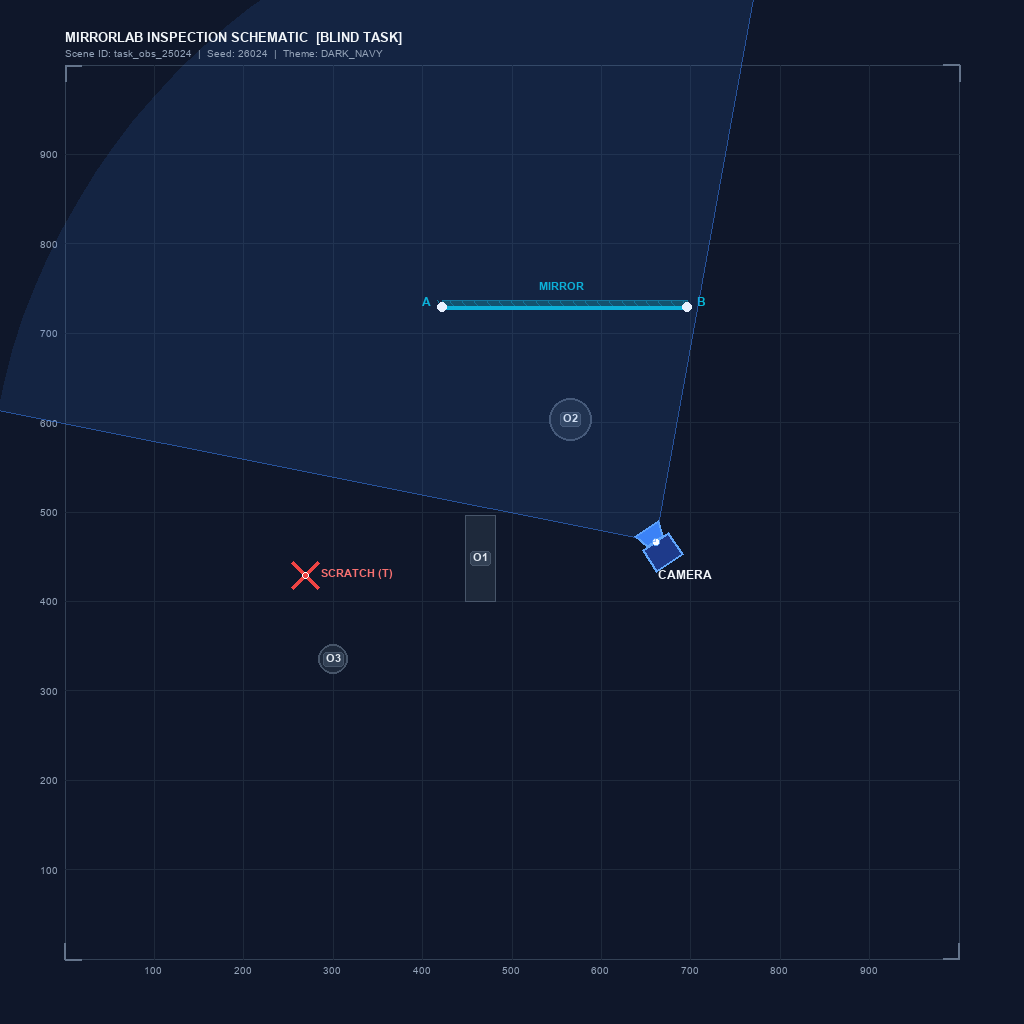 MIRRORLAB INSPECTION SCHEMATIC  [BLIND TASK]
Scene ID: task_obs_25024  |  Seed: 26024  |  Theme: DARK_NAVY
900
800
MIRROR
A
B
700
O2
600
500
O1
SCRATCH (T)
CAMERA
400
O3
300
200
100
100 200 300 400 500 600 700 800 900